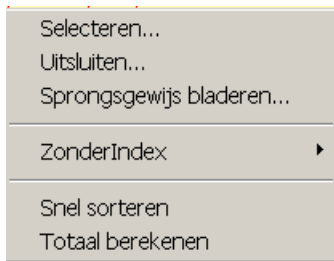 Selecteren...
Uitsluiten...
Sprongsgewijs bladeren...
ZonderIndex
Snel sorteren
Totaal berekenen